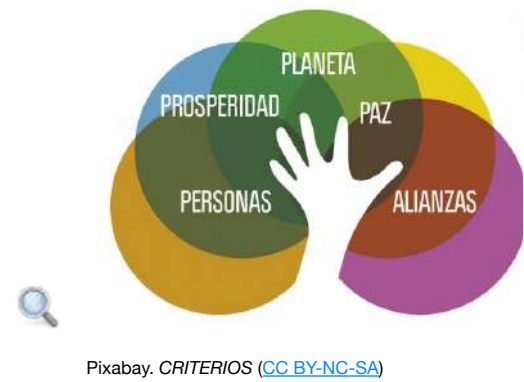 PLANETA
PROSPERIDAD
PAZ
PERSONAS
ALIANZAS
Pixabay. CRITERIOS (CC BY-NC-SA)